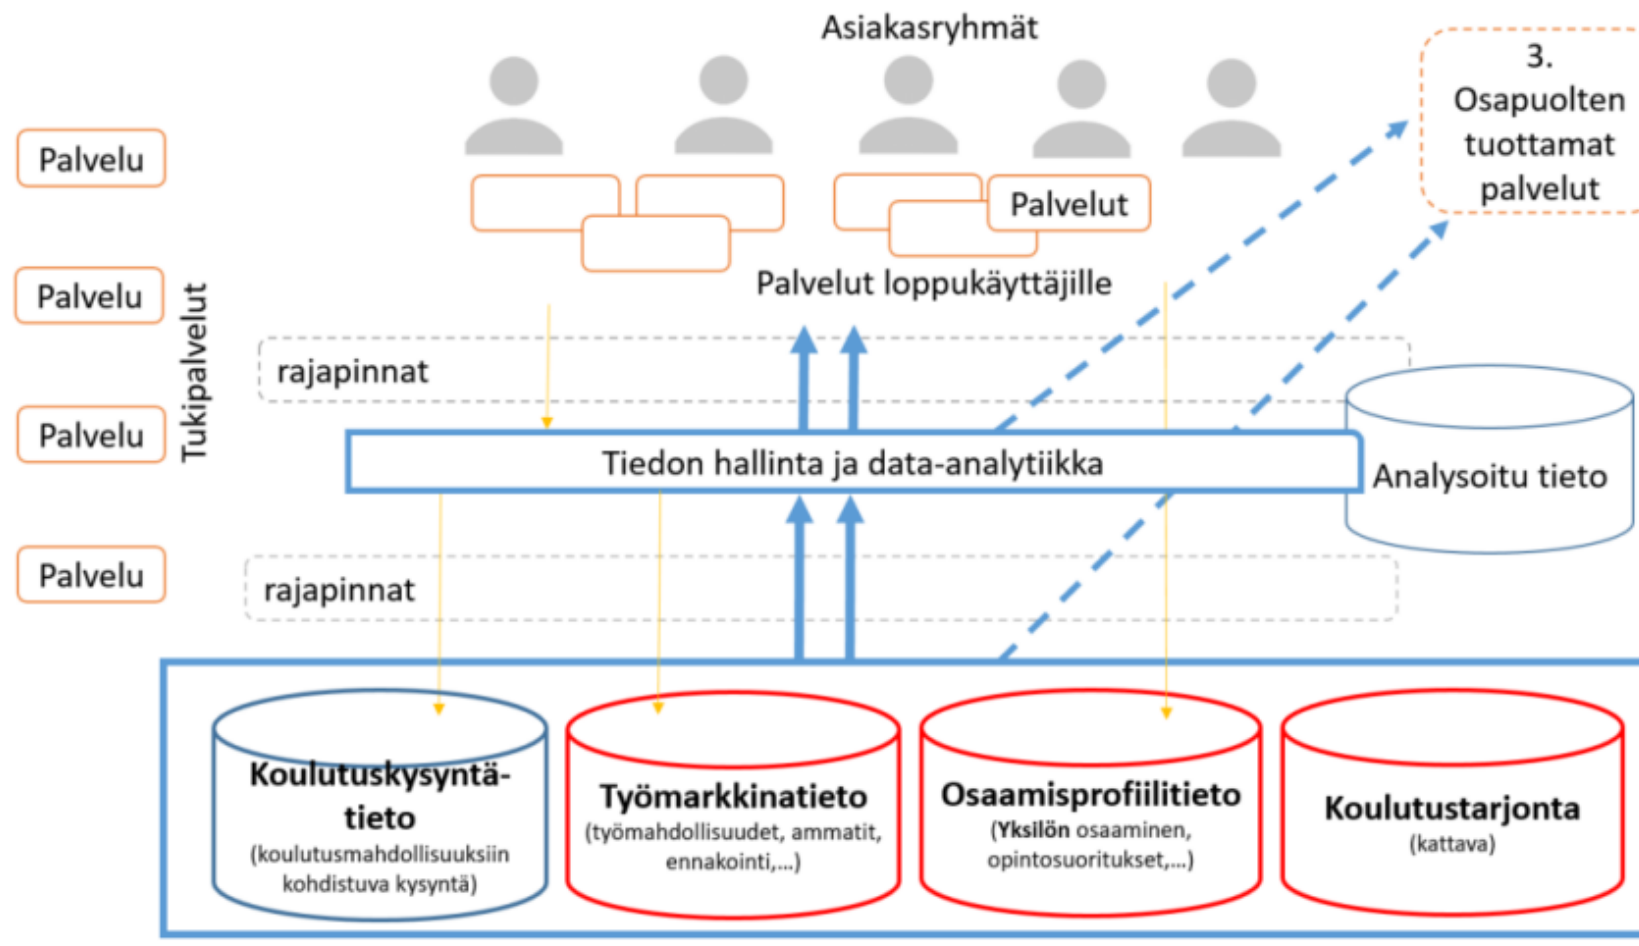 Asiakasryhmät
3.
Osapuolten
tuottamat
palvelut
Palvelu
Palvelut
Palvelut loppukäyttäjille
Palvelu
Tukipalvelut
rajapinnat
Palvelu
Tiedon hallinta ja data-analytiikka
Analysoitu tieto
Palvelu
rajapinnat
Koulutuskysyntä-
tieto
(koulutusmahdollisuuksiin
kohdistuva kysyntä)
Työmarkkinatieto
(työmahdollisuudet, ammatit,
ennakointi,...)
Osaamisprofiilitieto
(Yksilön osaaminen,
opintosuoritukset,...)
Koulutustarjonta
(kattava)